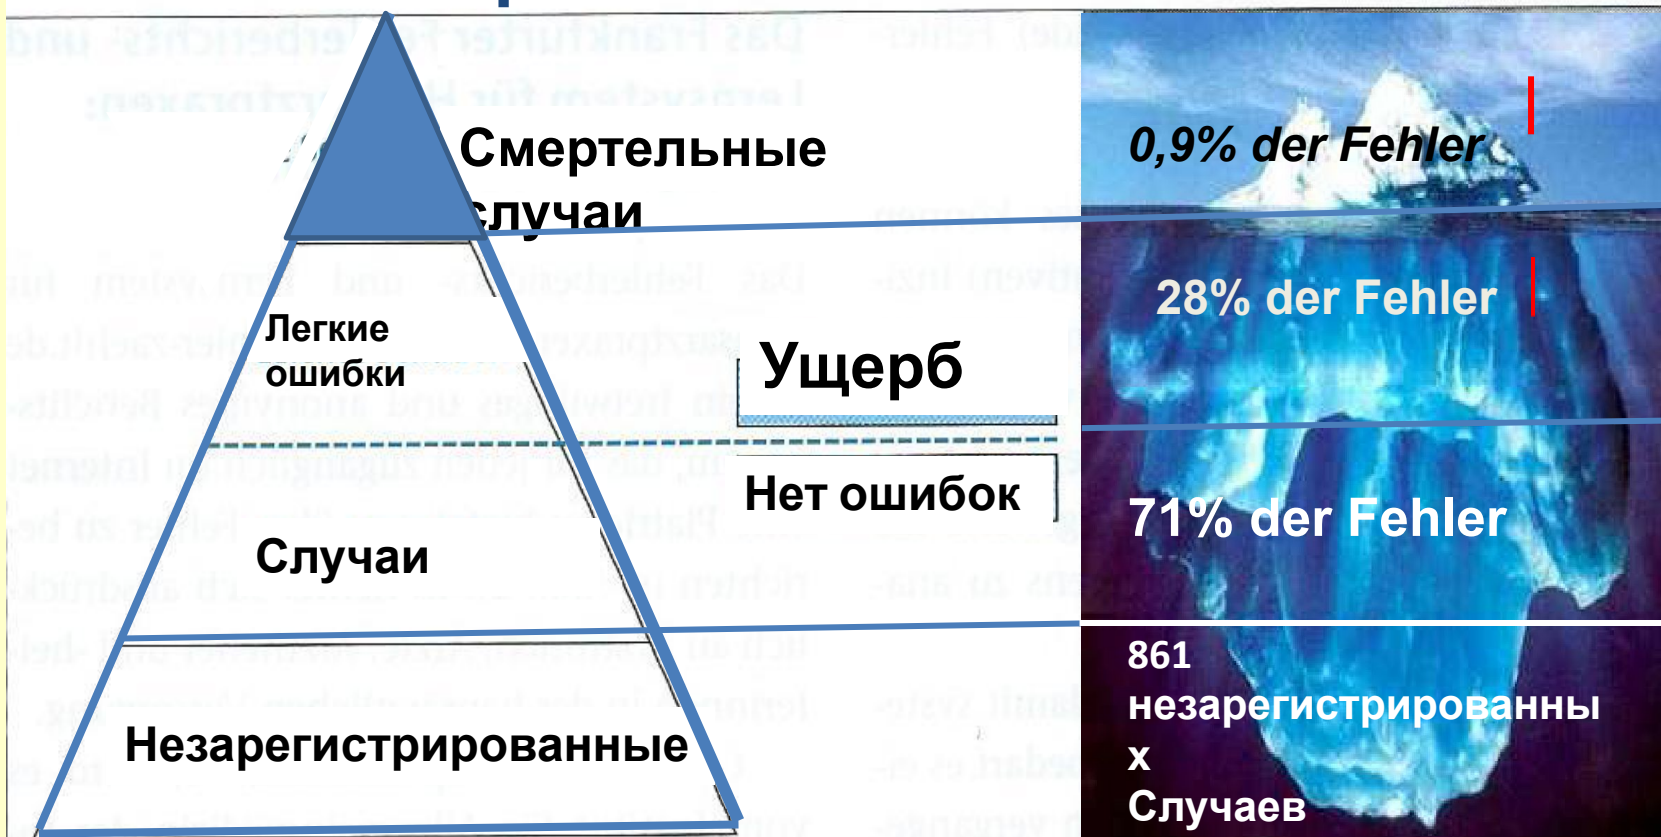 Смертельные
случаи
0,9% der Fehler
Легкие
ошибки
28% der Fehler
Ущерб
Нет ошибок
71% der Fehler
Случаи
Незарегистрированные
861
незарегистрированны
х
Случаев